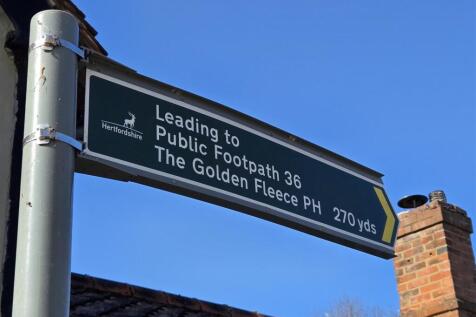 Hertfordshire
Leading to
Public Footpath 36
The Golden Fleece PH 270 yds